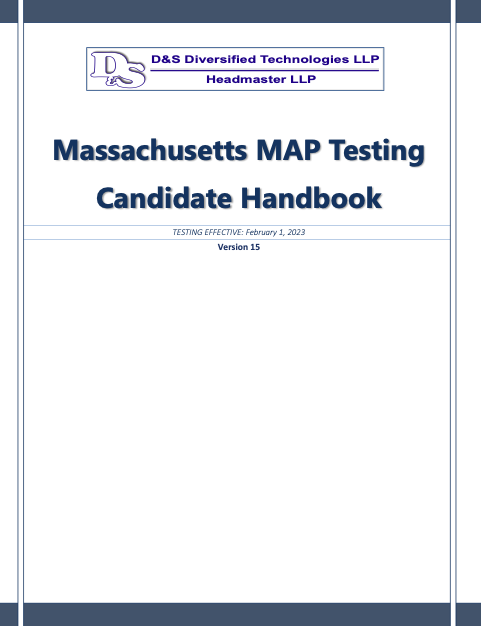 D&S
D&S Diversified Technologies LLP
Headmaster LLP
Massachusetts MAP Testing
Candidate Handbook
TESTING EFFECTIVE: February 1, 2023
Version 15